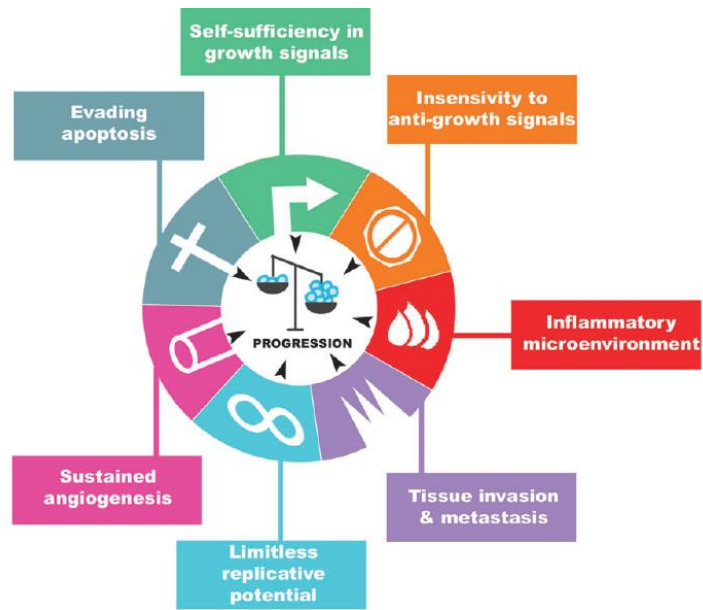 Self-sufficiency in
growth signals
Insensivity to
anti-growth signals
Evading
apoptosis
PROGRESSION
Inflammatory
microenvironment
Sustained
angiogenesis
Tissue invasion
& metastasis
Limitless
replicative
potential